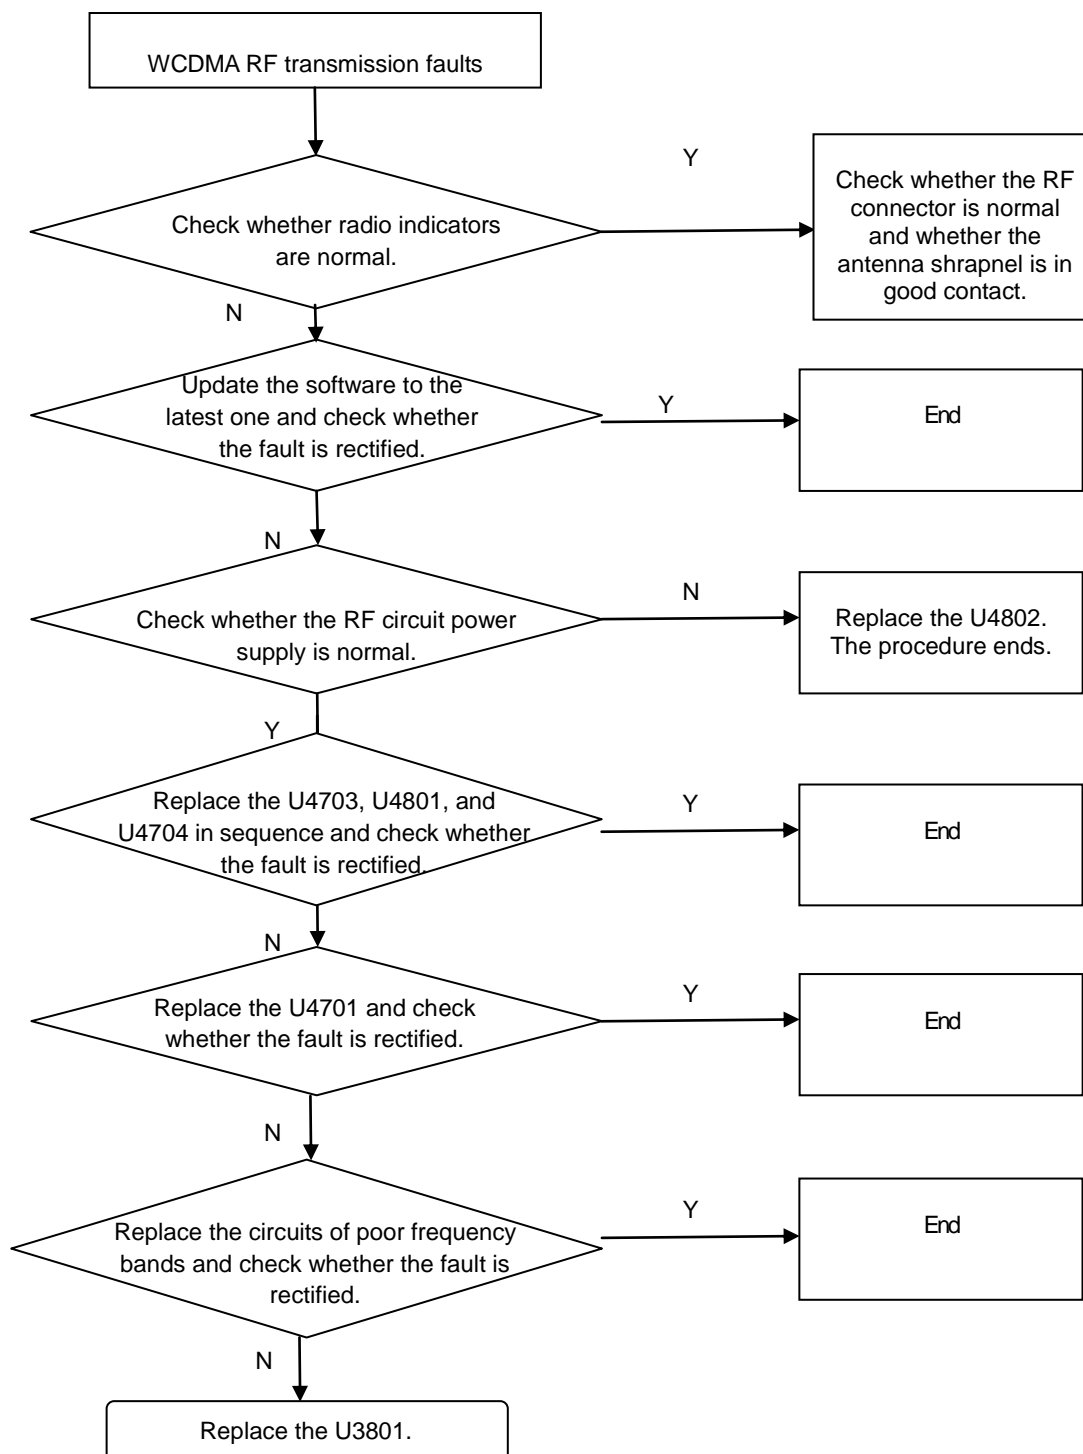 WCDMA RF transmission faults
Y
Check whether the RF
connector is normal
and whether the
antenna shrapnel is in
good contact.
Check whether radio indicators
are normal.
N
Update the software to the
latest one and check whether
the fault is rectified.
Y
End
N
Check whether the RF circuit power
supply is normal.
N
Replace the U4802.
The procedure ends.
Y
Replace the U4703, U4801, and
U4704 in sequence and check whether
the fault is rectified.
Y
End
N
Replace the U4701 and check
whether the fault is rectified.
Y
End
N
Replace the circuits of poor frequency
bands and check whether the fault is
rectified.
Y
End
N
Replace the U3801.